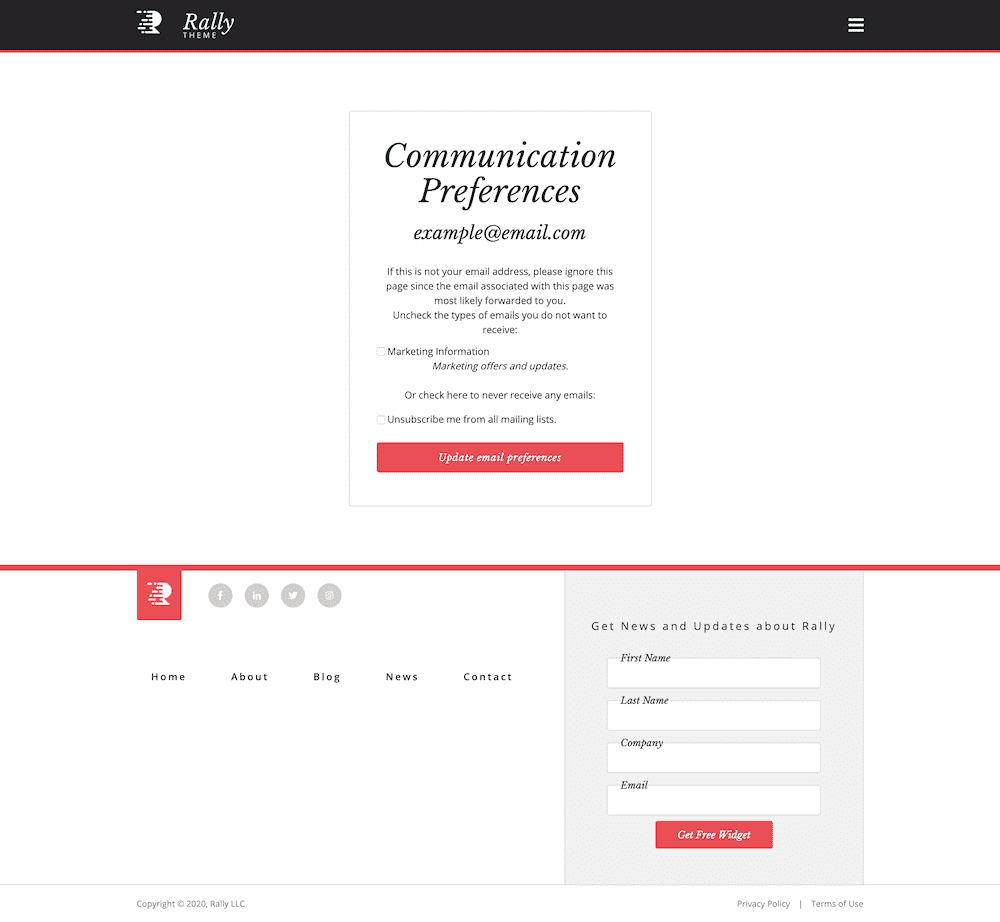 Rally
THEME
Communication
Preferences
example@email.com
If this is not your email address, please ignore this
page since the email associated with this page was
most likely forwarded to you.
Uncheck the types of emails you do not want to
receive:
Marketing Information
Marketing offers and updates.
Or check here to never receive any emails:
Unsubscribe me from all mailing lists.
Update email preferences
Home About Blog News Contact
Get News and Updates about Rally
First Name
Last Name
Company
Email
Get Free Widget
Copyright © 2020, Rally LLC
Privacy Policy | Terms of Use